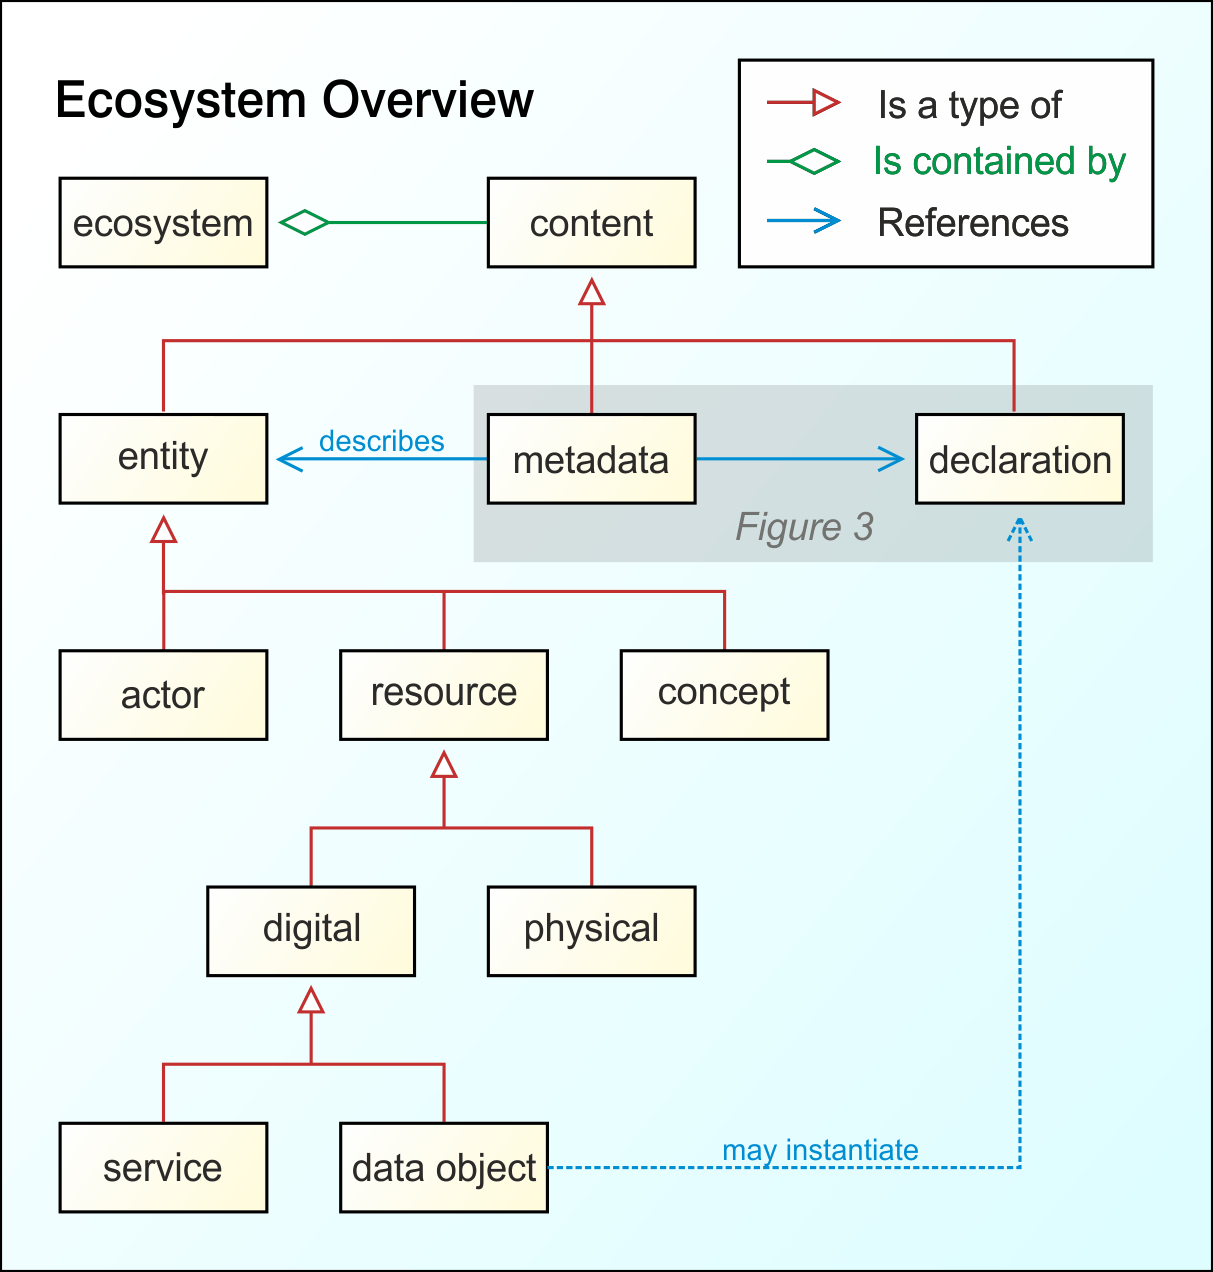 Ecosystem Overview
Is a type of
Is contained by
References
ecosystem
content
entity
describes
metadata
declaration
Figure 3
actor
resource
concept
digital
physical
service
data object
may instantiate